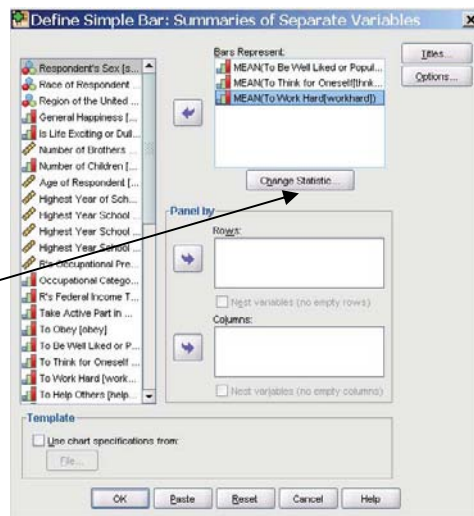 Define Simple Bar: Summaries of Separate Variables
Respondent's Sex [s...
Race of Respondent ...
Region of the United ...
General Happiness [...
Is Life Exciting or Dull...
Number of Brothers ...
Number of Children [...
Age of Respondent [...
Highest Year of Sch...
Highest Year School ...
Highest Year School ...
Highest Year School ...
R's Occupational Pre...
Occupational Catego...
R's Federal Income T...
Take Active Part in ...
To Obey [obey]
To Be Well Liked or P...
To Think for Oneself ...
To Work Hard [work...
To Help Others [help...
Bars Represent:
MEAN(To Be Well Liked or Popul...
MEAN(To Think for Oneself[thnk...
MEAN(To Work Hard[workhard])
Change Statistic...
Titles...
Options...
Panel by
Rows:
Nest variables (no empty rows)
Columns:
Nest variables (no empty columns)
Template
Use chart specifications from:
File...
OK Paste Reset Cancel Help